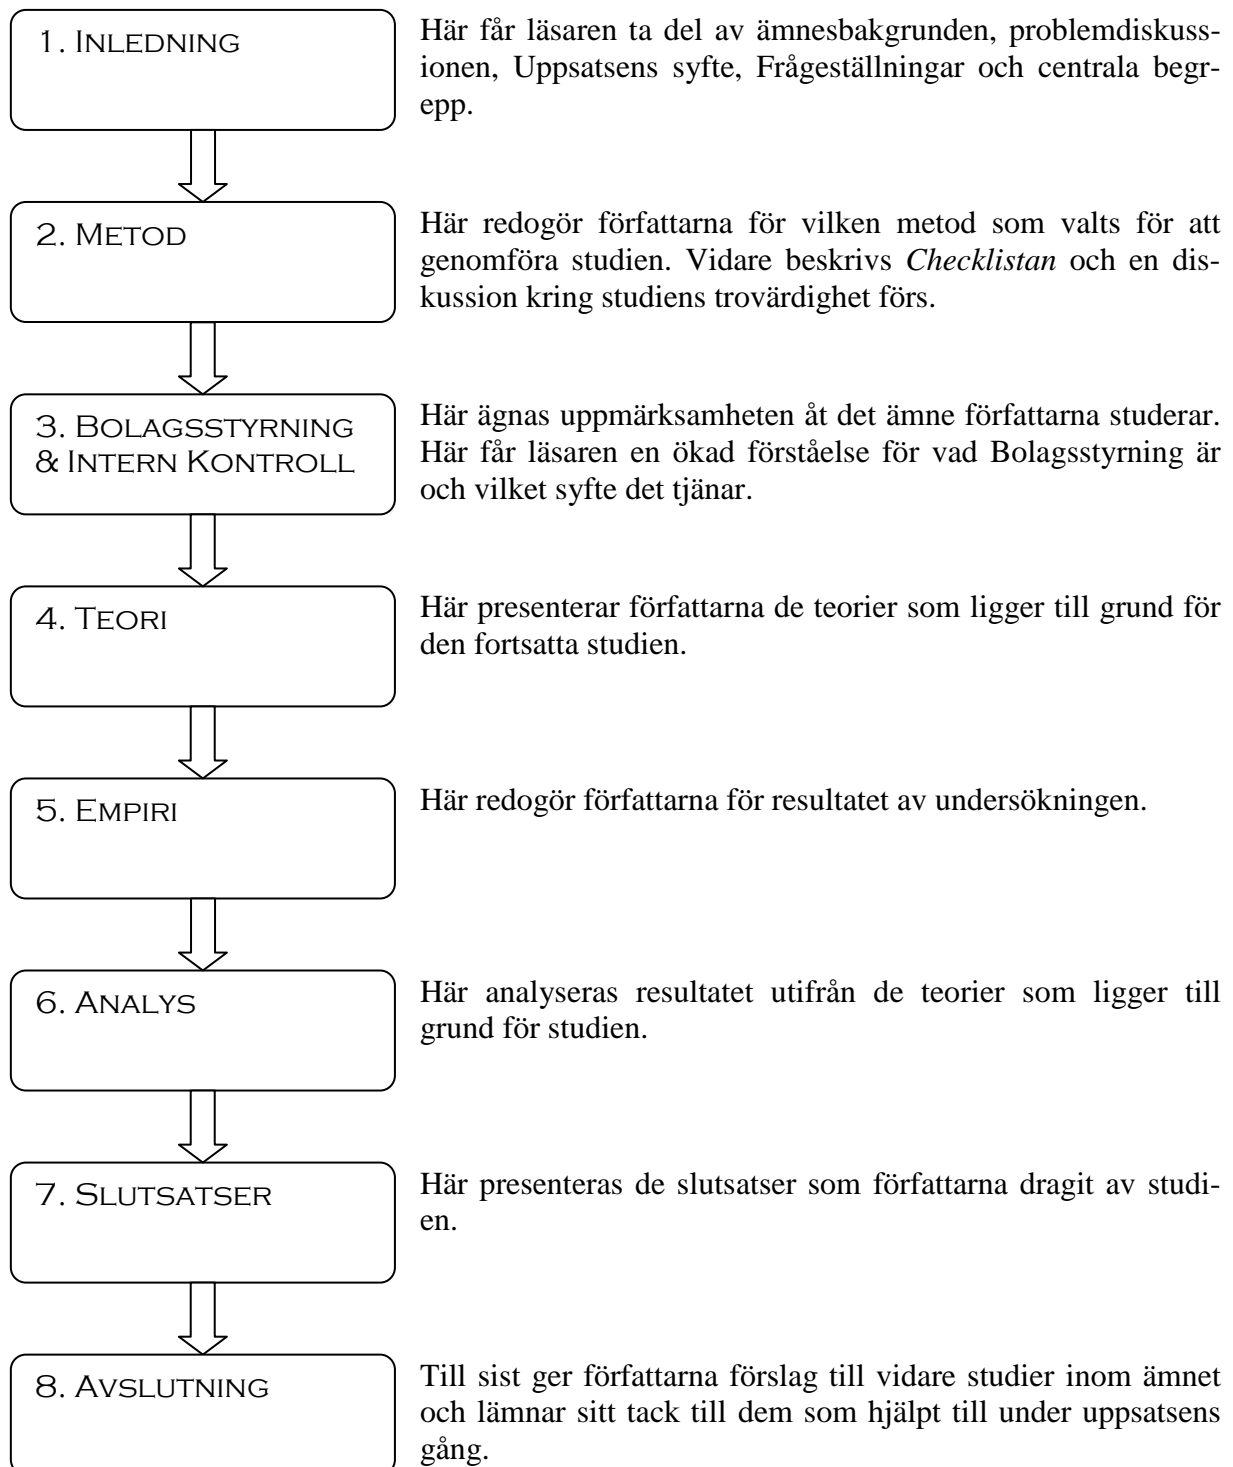 1. Inledning
Här får läsaren ta del av ämnesbakgrunden, problemdiskuss-
ionen, Uppsatsens syfte, Frågeställningar och centrala begr-
epp.
2. Metod
Här redogör författarna för vilken metod som valts för att
genomföra studien. Vidare beskrivs Checklistan och en dis-
kussion kring studiens trovärdighet förs.
3. Bolagsstyrning
& Intern Kontroll
Här ägnas uppmärksamheten åt det ämne författarna studerar.
Här får läsaren en ökad förståelse för vad Bolagsstyrning är
och vilket syfte det tjänar.
4. Teori
Här presenterar författarna de teorier som ligger till grund för
den fortsatta studien.
5. Empiri
Här redogör författarna för resultatet av undersökningen.
6. Analys
Här analyseras resultatet utifrån de teorier som ligger till
grund för studien.
7. Slutsatser
Här presenteras de slutsatser som författarna dragit av studi-
en.
8. Avslutning
Till sist ger författarna förslag till vidare studier inom ämnet
och lämnar sitt tack till dem som hjälpt till under uppsatsens
gång.